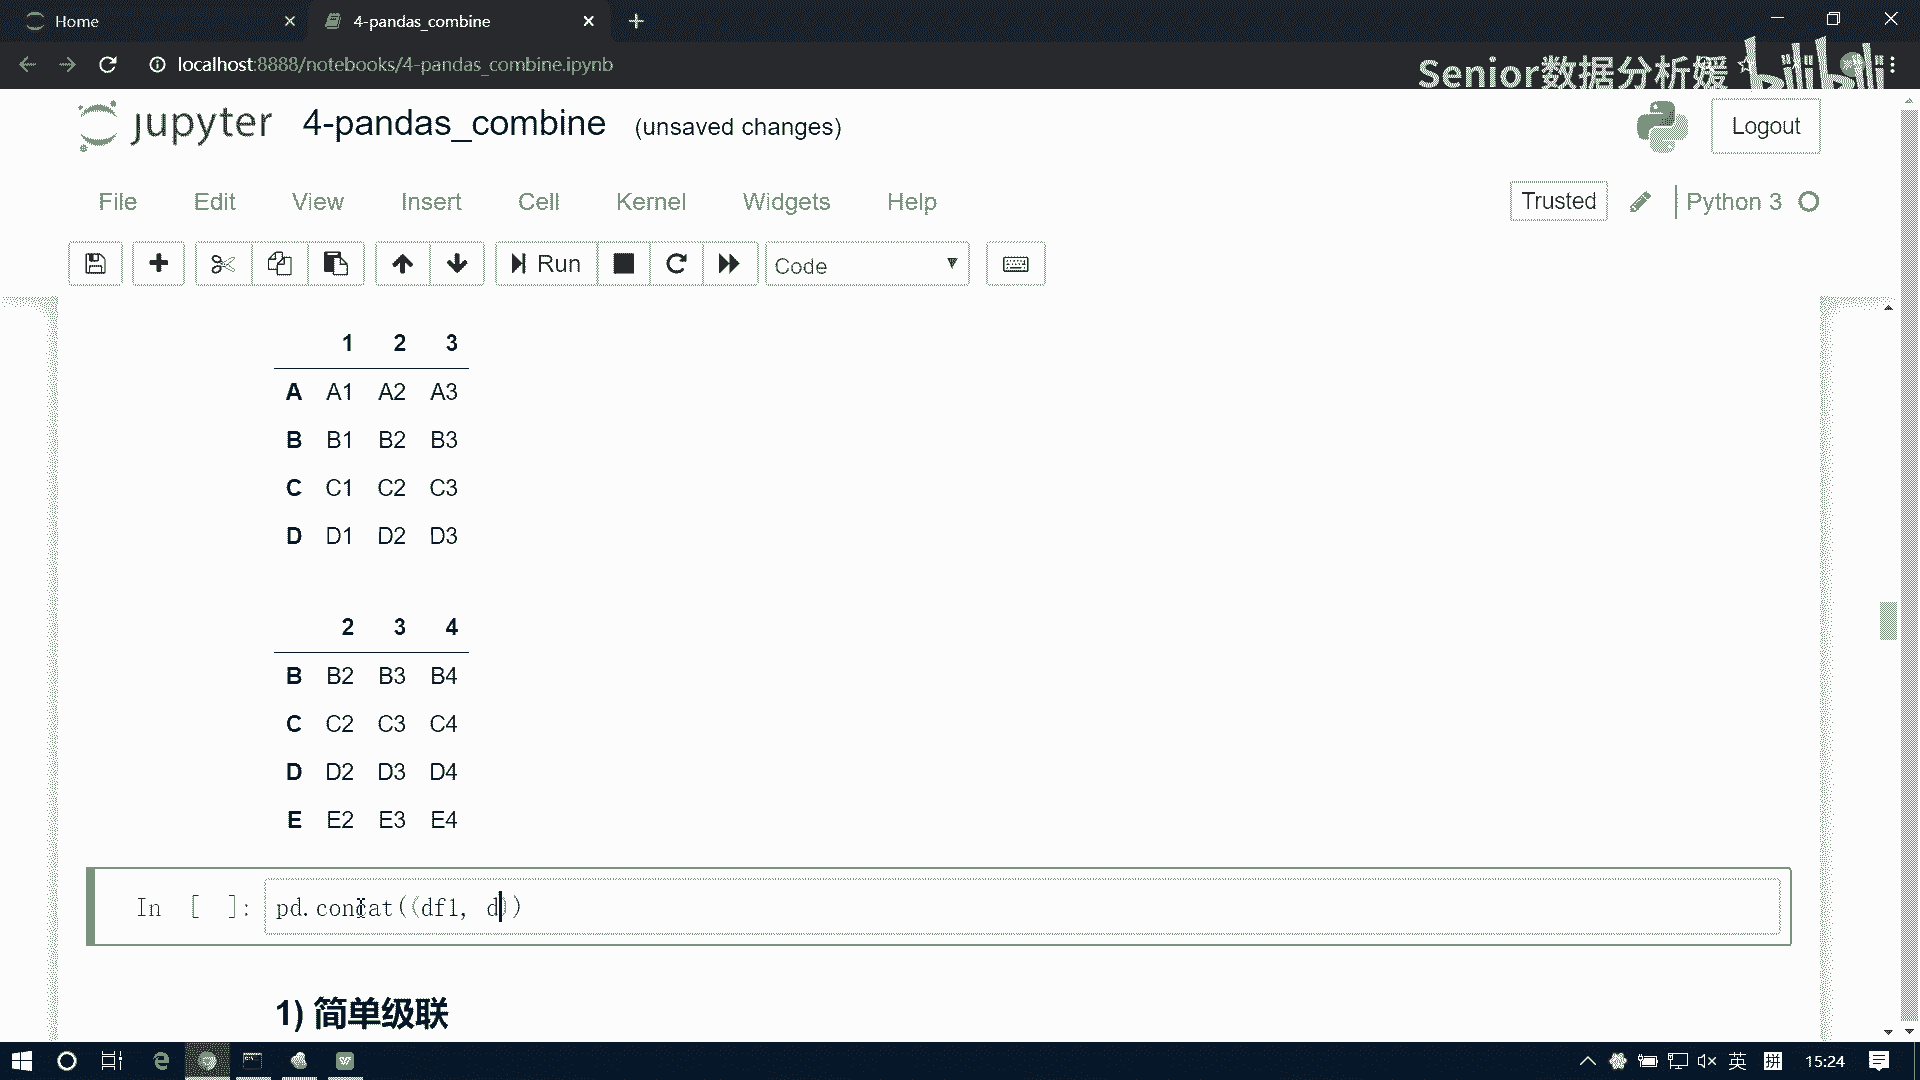 Home
4-pandas_combine
localhost:8888/notebooks/4-pandas_combine.ipynb
Senior数据分析媛
bilibili
jupyter 4-pandas_combine (unsaved changes)
Logout
File Edit View Insert Cell Kernel Widgets Help
Trusted
Python 3
Run
Code
1 2 3
A A1 A2 A3
B B1 B2 B3
C C1 C2 C3
D D1 D2 D3
2 3 4
B B2 B3 B4
C C2 C3 C4
D D2 D3 D4
E E2 E3 E4
In [ ]: pd.concat((df1, d))
1) 简单级联
英
拼
15:24